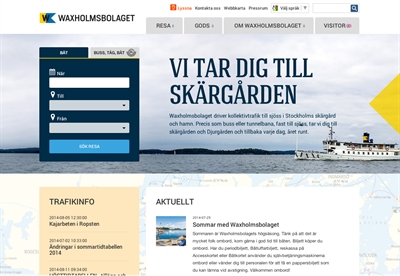 Lyssna Kontakta oss Webbkarta Pressrum Välj språk
WAXHOLMSBOLAGET
RESA GODS OM WAXHOLMSBOLAGET VISITOR
BÅT BUSS, TÅG, BÅT
När
Till
Från
SÖK RESA
VI TAR DIG TILL
SKÄRGÅRDEN
Waxholmsbolaget driver kollektivtrafik till sjöss i Stockholms skärgård
och hamn. Precis som buss eller tunnelbana, fast till sjöss, tar vi dig till
skärgården och Djurgården och tillbaka varje dag, året runt.
TRAFIKINFO
2014-08-05 12:30:00
Kajarbeten i Ropsten
2014-07-02 10:33:00
Ändringar i sommartidtabellen
2014
2014-08-11 09:34:00
AKTUELLT
2014-07-01
Sommar med Waxholmsbolaget
Sommaren är Waxholmsbolagets högsäsong. Tänk på att det är
mycket folk ombord, kom gärna i god tid till båten. Biljett köper du
ombord. Har du periodbiljett, Båtluffarbiljett, reskassa på
Accesskortet eller Båtkortet använder du självbetjäningsmaskinerna
ombord eller vänder dig till personalen för att få en pappersbiljett som
du kan lämna vid avstigning. Välkommen ombord!